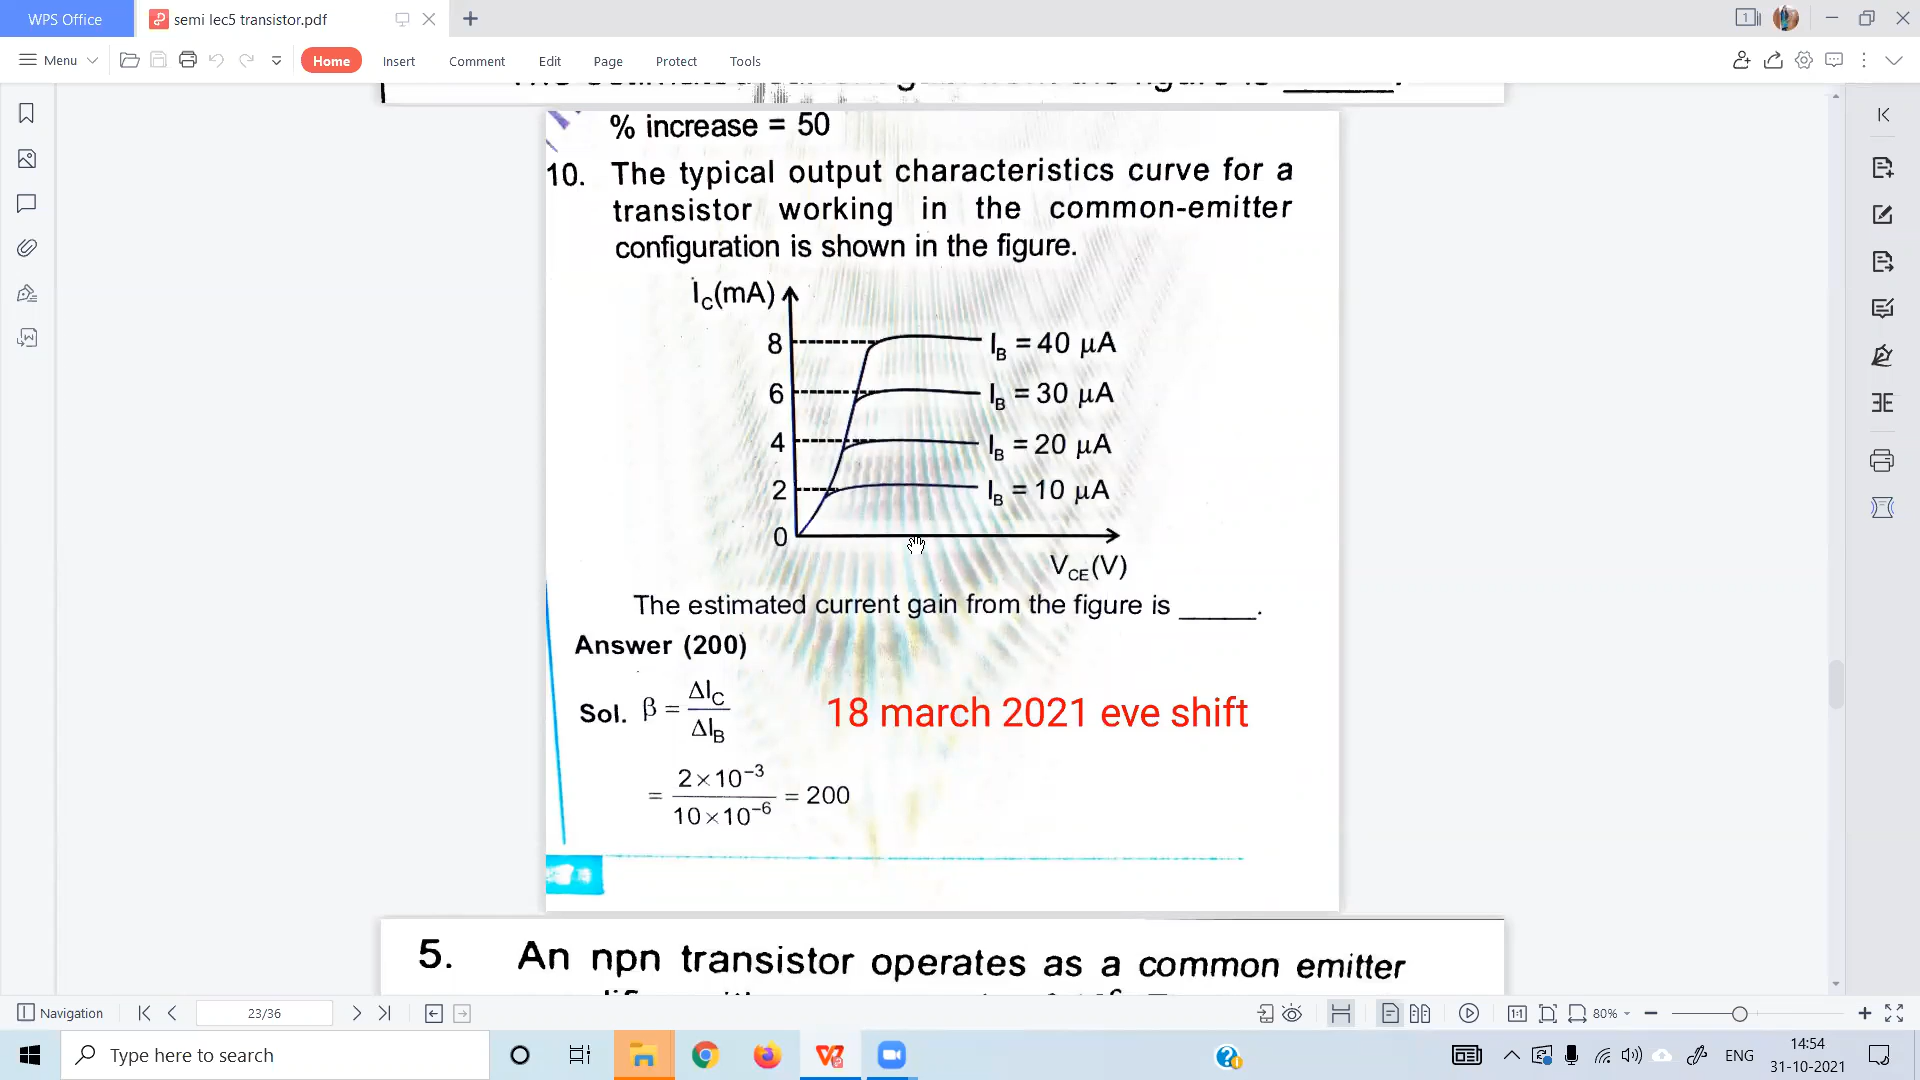 WPS Office
semi lec5 transistor.pdf
Menu
Home
Insert
Comment
Edit
Page
Protect
Tools
% increase = 50
10. The typical output characteristics curve for a
transistor working in the common-emitter
configuration is shown in the figure.
I_C(mA)
8
I_B = 40 μA
6
I_B = 30 μA
4
I_B = 20 μA
2
I_B = 10 μA
0
V_CE(V)
The estimated current gain from the figure is ______.
Answer (200)
Sol. β = ΔI_C / ΔI_B
18 march 2021 eve shift
= 2×10⁻³ / 10×10⁻⁶ = 200
5. An npn transistor operates as a common emitter
Navigation
23/36
1:1
80%
Type here to search
ENG
14:54
31-10-2021